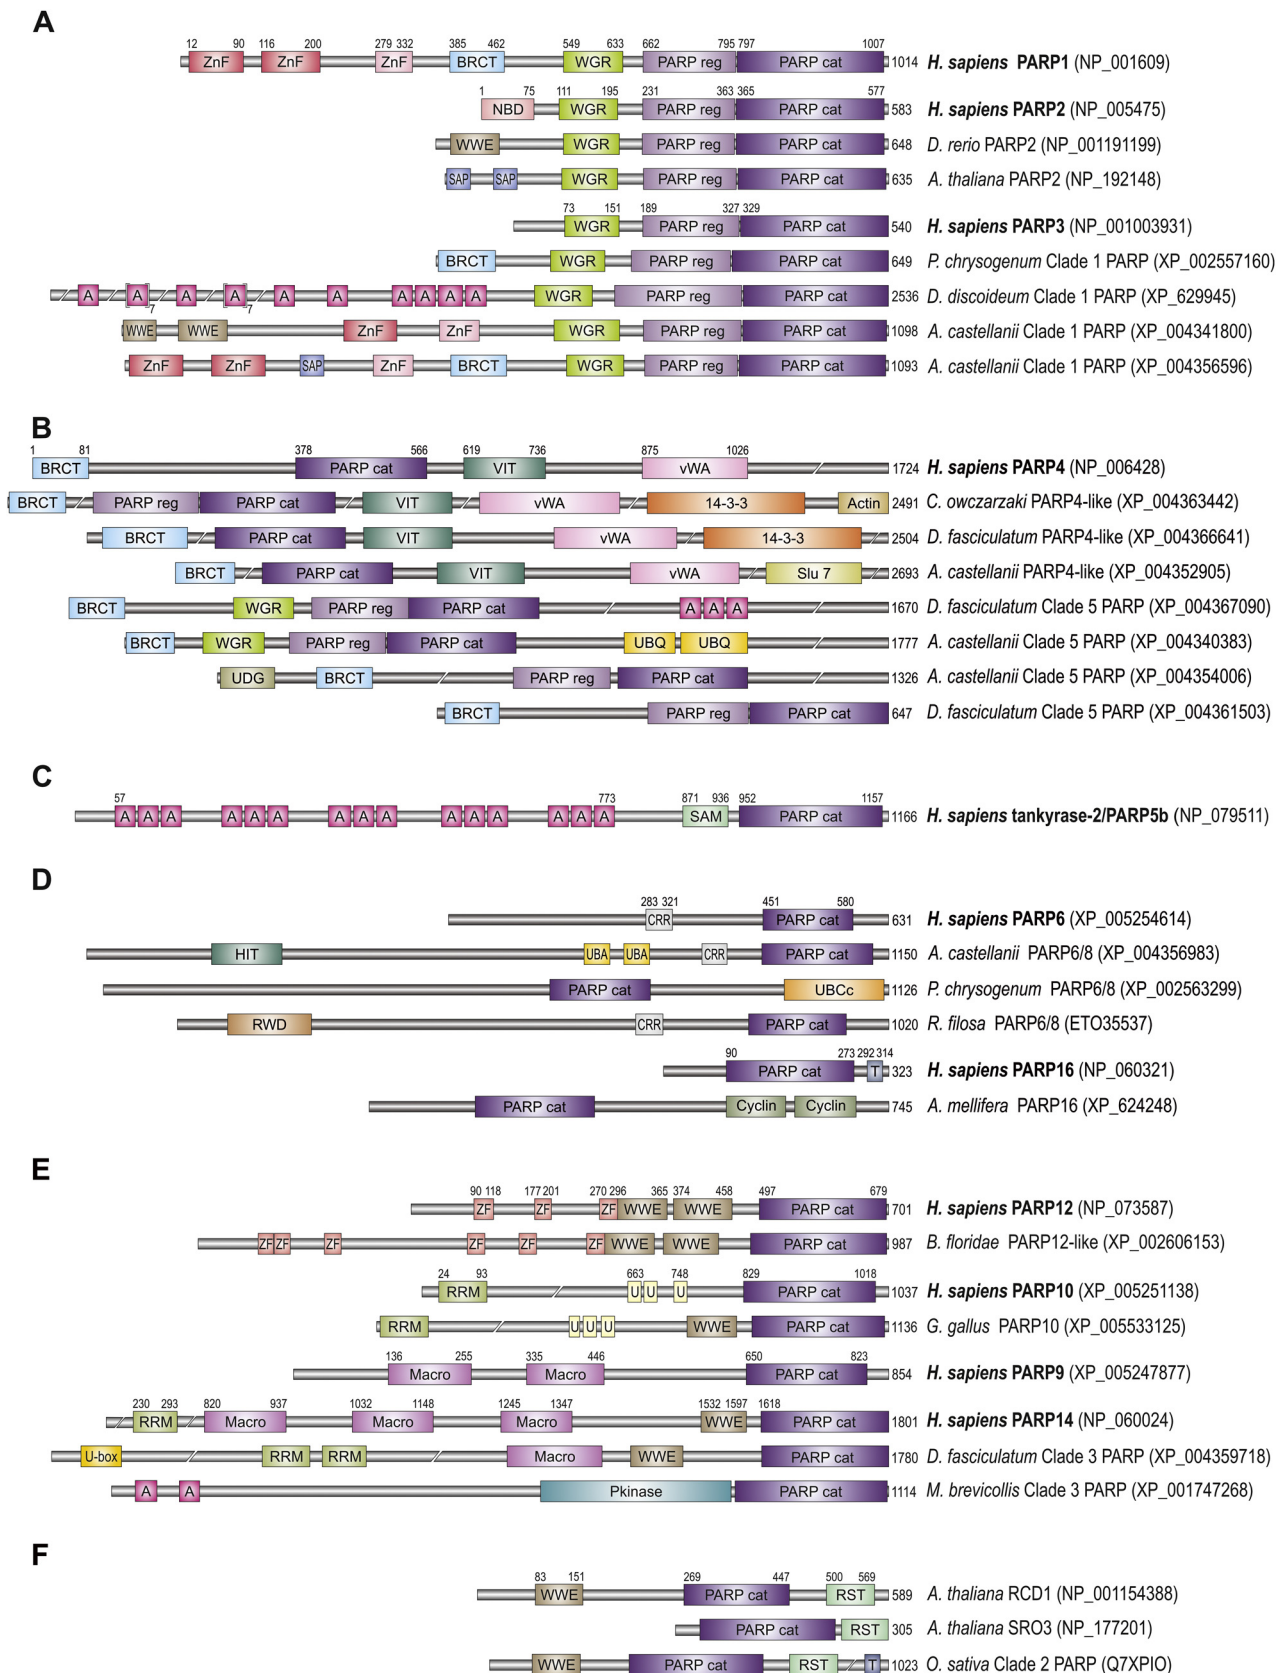 A
12 90 116 200 279 332 385 462 549 633 662 795 797 1007
ZnF ZnF ZnF BRCT WGR PARP reg PARP cat 1014 H. sapiens PARP1 (NP_001609)
1 75 111 195 231 363 365 577
NBD WGR PARP reg PARP cat 583 H. sapiens PARP2 (NP_005475)
WWE WGR PARP reg PARP cat 648 D. rerio PARP2 (NP_001191199)
SAP SAP WGR PARP reg PARP cat 635 A. thaliana PARP2 (NP_192148)
73 151 189 327 329
WGR PARP reg PARP cat 540 H. sapiens PARP3 (NP_001003931)
BRCT WGR PARP reg PARP cat 649 P. chrysogenum Clade 1 PARP (XP_002557160)
A A A A A A A A A A WGR PARP reg PARP cat 2536 D. discoideum Clade 1 PARP (XP_629945)
7 7
WWE WWE ZnF ZnF WGR PARP reg PARP cat 1098 A. castellanii Clade 1 PARP (XP_004341800)
ZnF ZnF SAP ZnF BRCT WGR PARP reg PARP cat 1093 A. castellanii Clade 1 PARP (XP_004356596)
B
1 81 378 566 619 736 875 1026
BRCT PARP cat VIT vWA 1724 H. sapiens PARP4 (NP_006428)
BRCT PARP reg PARP cat VIT vWA 14-3-3 Actin 2491 C. owczarzaki PARP4-like (XP_004363442)
BRCT PARP cat VIT vWA 14-3-3 2504 D. fasciculatum PARP4-like (XP_004366641)
BRCT PARP cat VIT vWA Slu 7 2693 A. castellanii PARP4-like (XP_004352905)
BRCT WGR PARP reg PARP cat A A A 1670 D. fasciculatum Clade 5 PARP (XP_004367090)
BRCT WGR PARP reg PARP cat UBQ UBQ 1777 A. castellanii Clade 5 PARP (XP_004340383)
UDG BRCT PARP reg PARP cat 1326 A. castellanii Clade 5 PARP (XP_004354006)
BRCT PARP reg PARP cat 647 D. fasciculatum Clade 5 PARP (XP_004361503)
C
57 773 871 936 952 1157
A A A A A A A A A A A A A A A SAM PARP cat 1166 H. sapiens tankyrase-2/PARP5b (NP_079511)
D
283 321 451 580
CRR PARP cat 631 H. sapiens PARP6 (XP_005254614)
HIT UBA UBA CRR PARP cat 1150 A. castellanii PARP6/8 (XP_004356983)
PARP cat UBCc 1126 P. chrysogenum PARP6/8 (XP_002563299)
RWD CRR PARP cat 1020 R. filosa PARP6/8 (ETO35537)
90 273 292 314
PARP cat T 323 H. sapiens PARP16 (NP_060321)
PARP cat Cyclin Cyclin 745 A. mellifera PARP16 (XP_624248)
E
90 118 177 201 270 296 365 374 458 497 679
ZF ZF ZF WWE WWE PARP cat 701 H. sapiens PARP12 (NP_073587)
ZF ZF ZF ZF ZF ZF WWE WWE PARP cat 987 B. floridae PARP12-like (XP_002606153)
24 93 663 748 829 1018
RRM U U U PARP cat 1037 H. sapiens PARP10 (XP_005251138)
RRM U U U WWE PARP cat 1136 G. gallus PARP10 (XP_005533125)
136 255 335 446 650 823
Macro Macro PARP cat 854 H. sapiens PARP9 (XP_005247877)
230 293 820 937 1032 1148 1245 1347 1532 1597 1618
RRM Macro Macro Macro WWE PARP cat 1801 H. sapiens PARP14 (NP_060024)
U-box RRM RRM Macro WWE PARP cat 1780 D. fasciculatum Clade 3 PARP (XP_004359718)
A A Pkinase PARP cat 1114 M. brevicollis Clade 3 PARP (XP_001747268)
F
83 151 269 447 500 569
WWE PARP cat RST 589 A. thaliana RCD1 (NP_001154388)
PARP cat RST 305 A. thaliana SRO3 (NP_177201)
WWE PARP cat RST T 1023 O. sativa Clade 2 PARP (Q7XPIO)